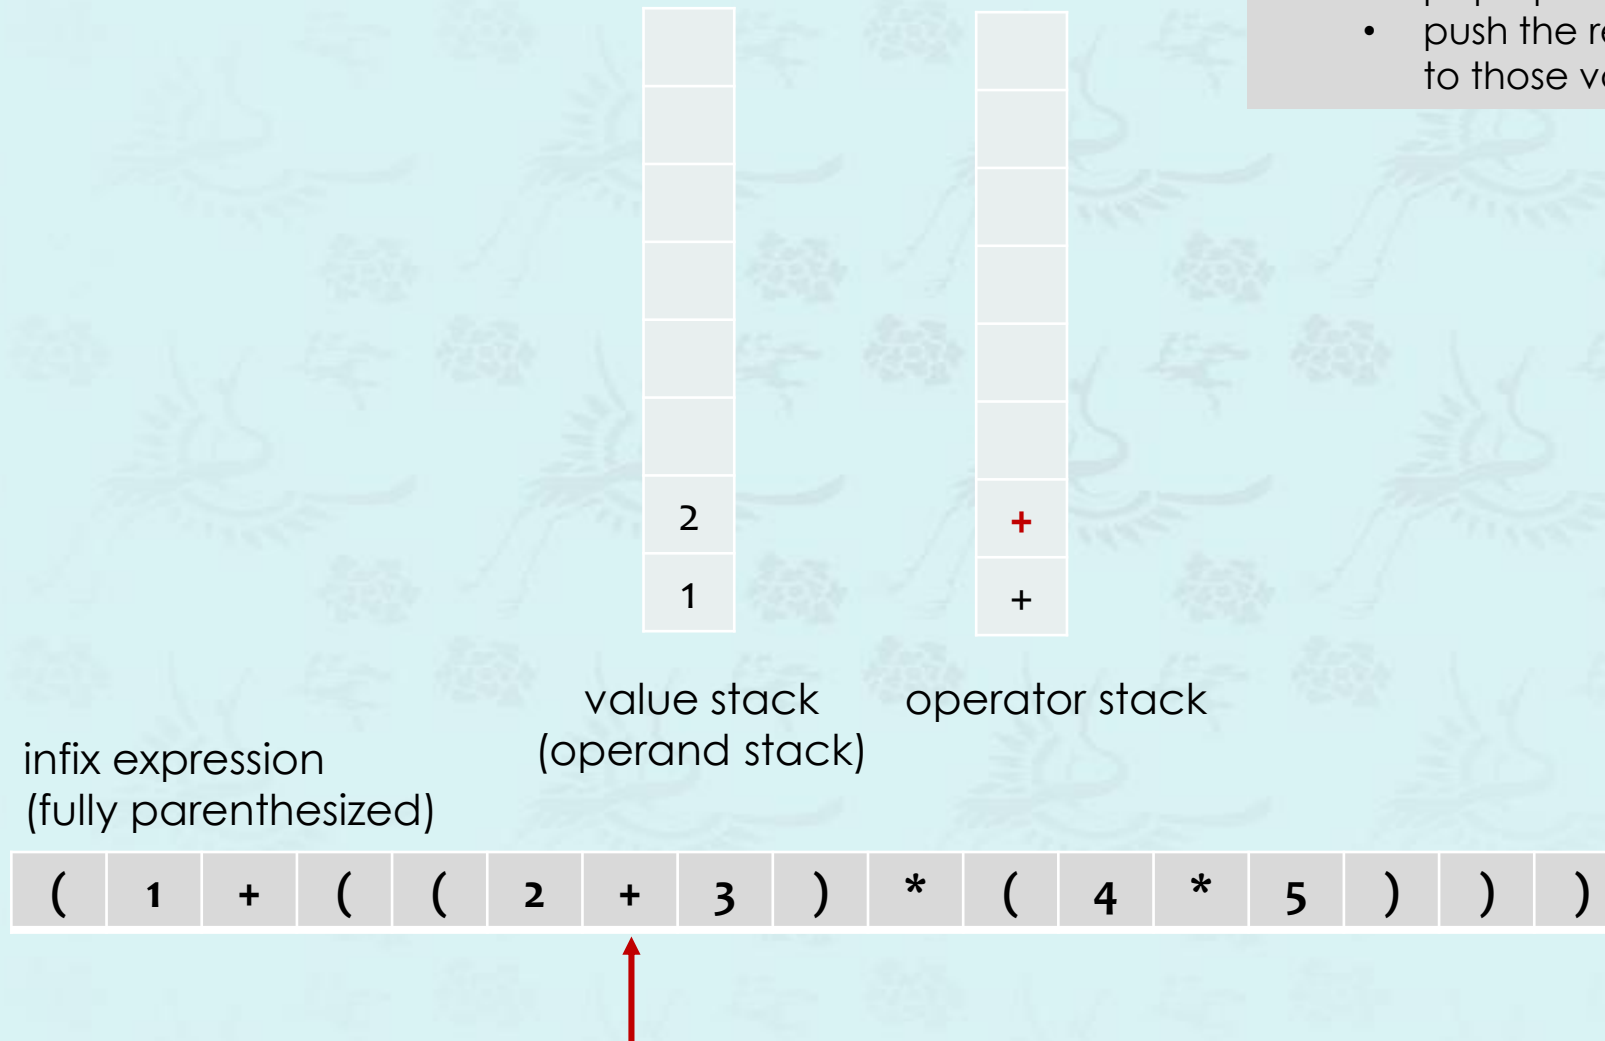 • push the
to those
2
+
1
+
value stack
(operand stack)
operator stack
infix expression
(fully parenthesized)
( 1 + ( ( 2 + 3 ) * ( 4 * 5 ) ) )